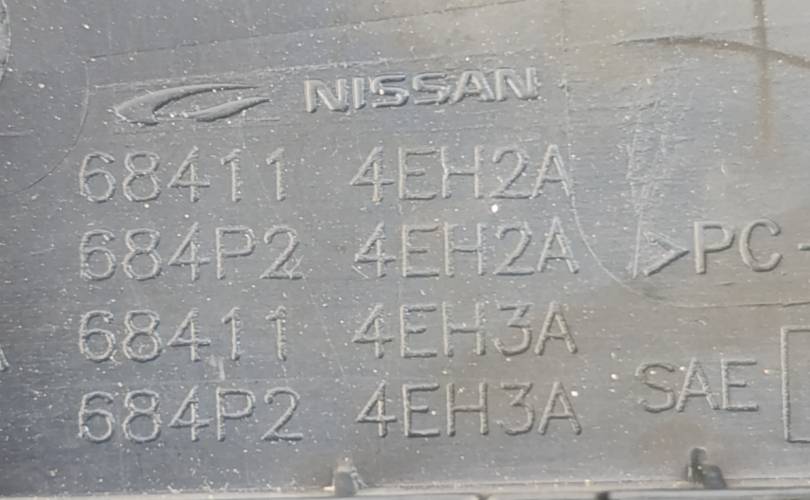 NISSAN
68411 4EH2A
684P2 4EH2A
>PC-
68411 4EH3A
684P2 4EH3A
SAE